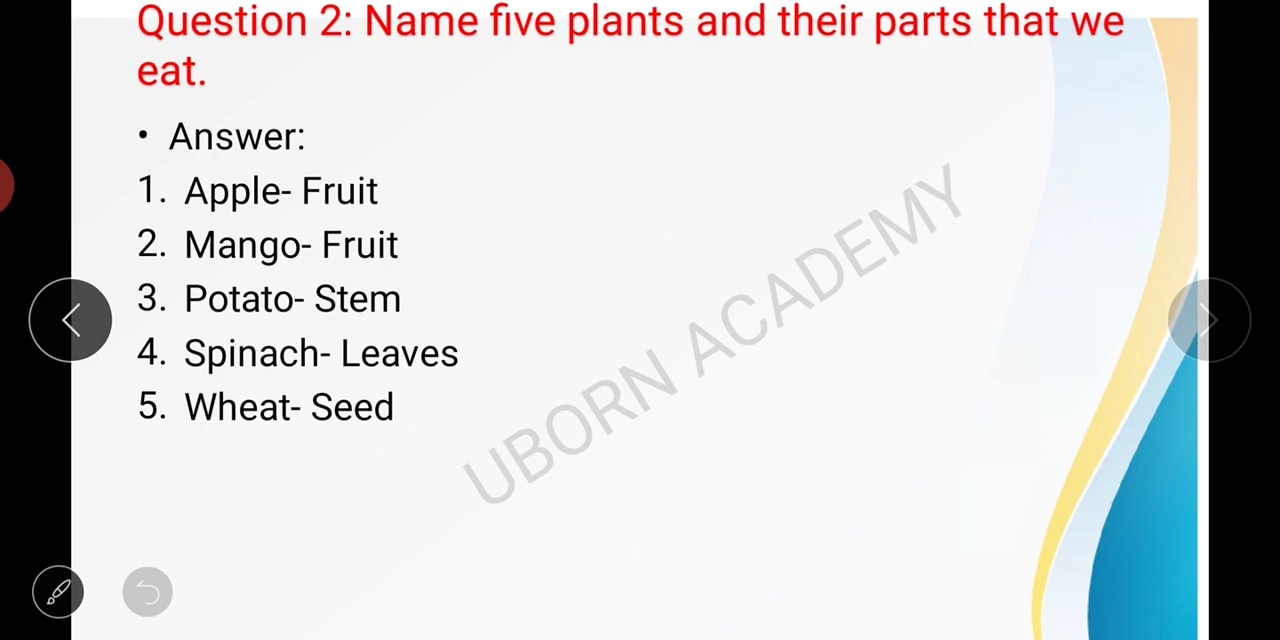 Question 2: Name five plants and their parts that we
eat.
• Answer:
1. Apple- Fruit
2. Mango- Fruit
3. Potato- Stem
4. Spinach- Leaves
5. Wheat- Seed
UBORN ACADEMY